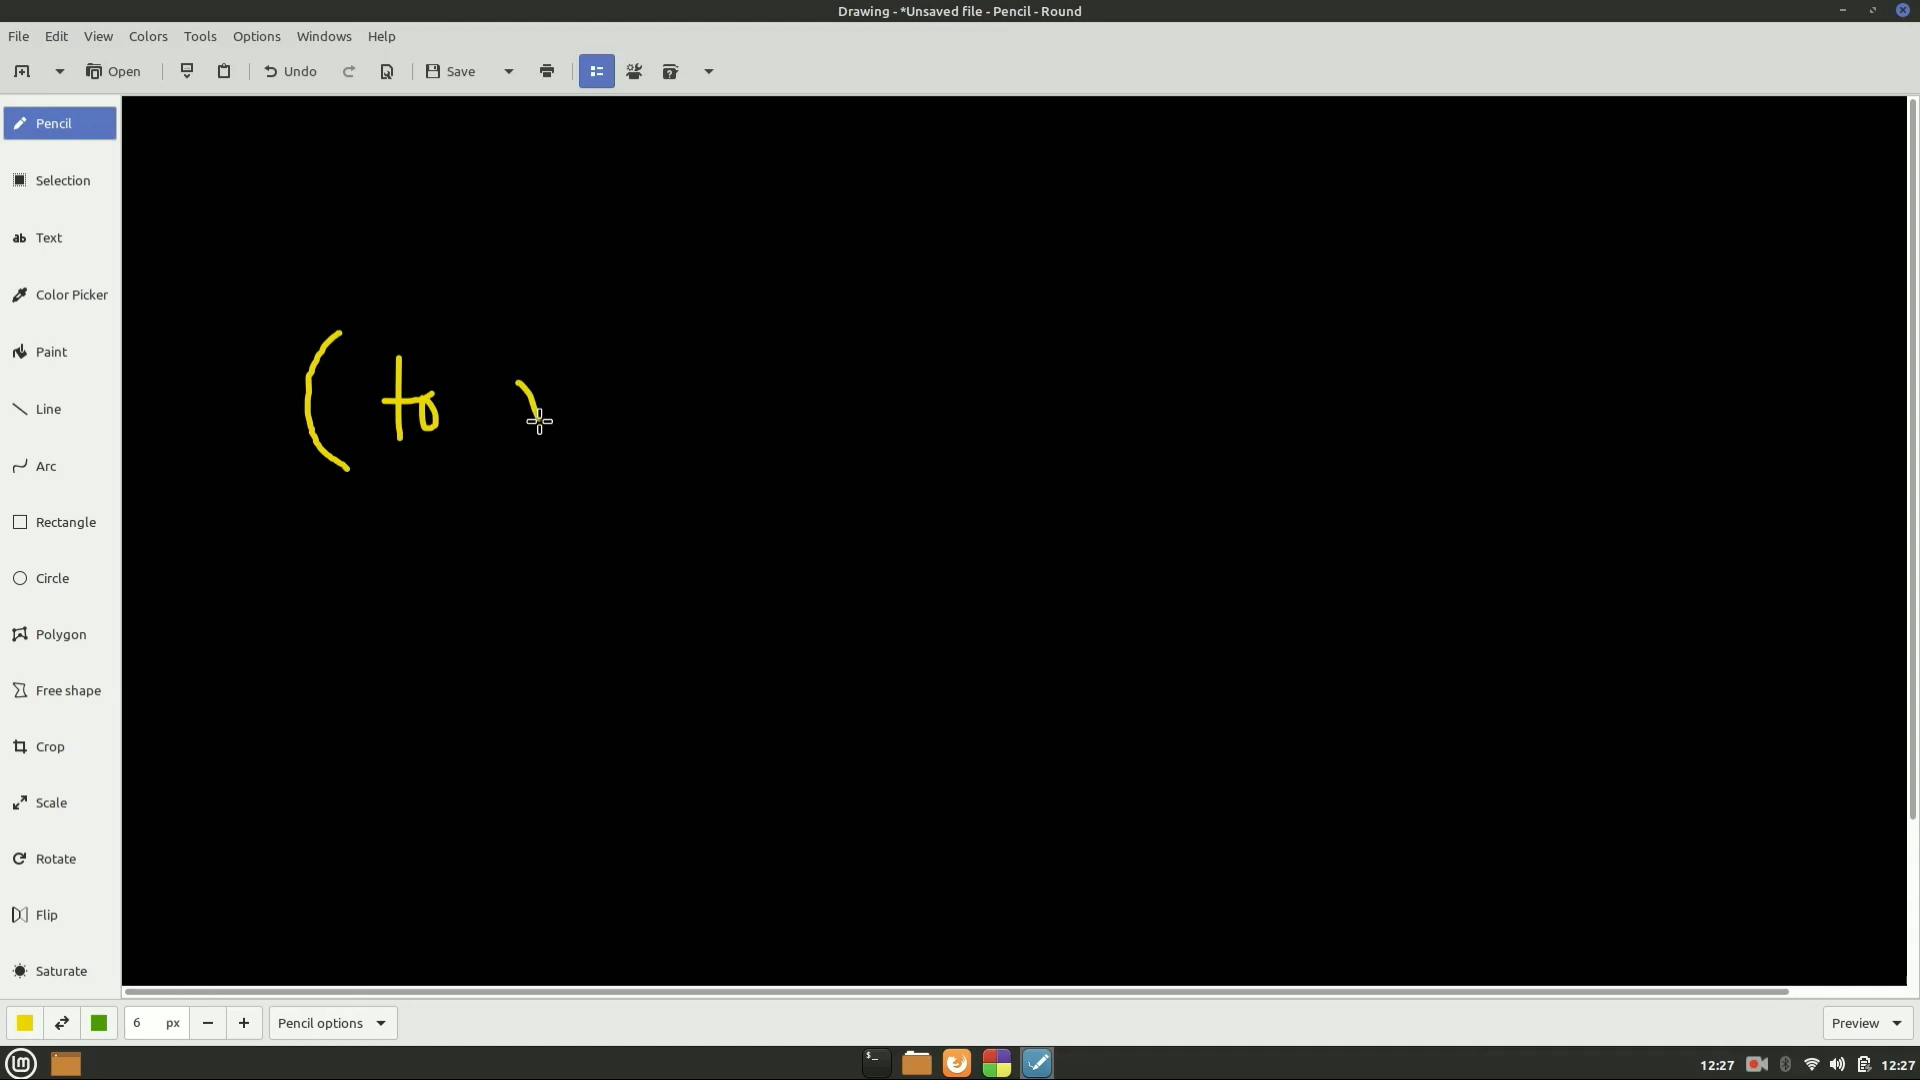 Drawing - *Unsaved file - Pencil - Round
File Edit View Colors Tools Options Windows Help
Open Undo Save
Pencil
Selection
Text
Color Picker
Paint
Line
Arc
Rectangle
Circle
Polygon
Free shape
Crop
Scale
Rotate
Flip
Saturate
( to
6 px − + Pencil options Preview
12:27 12:27